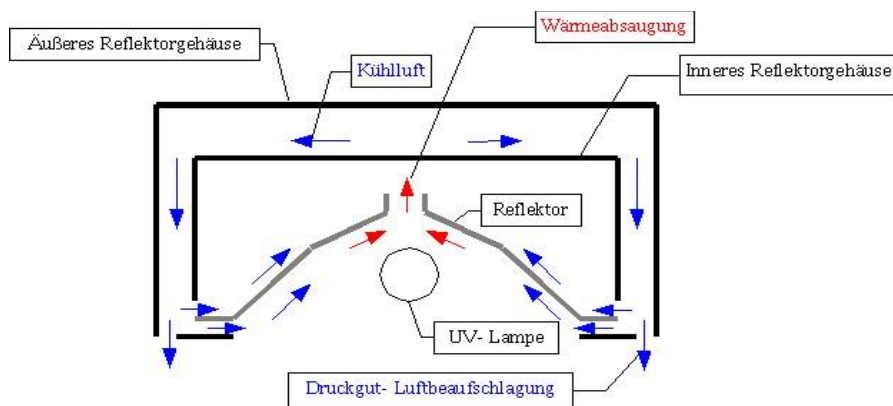 Wärmeabsaugung
Äußeres Reflektorgehäuse
Kühlluft
Inneres Reflektorgehäuse
Reflektor
UV- Lampe
Druckgut- Luftbeaufschlagung